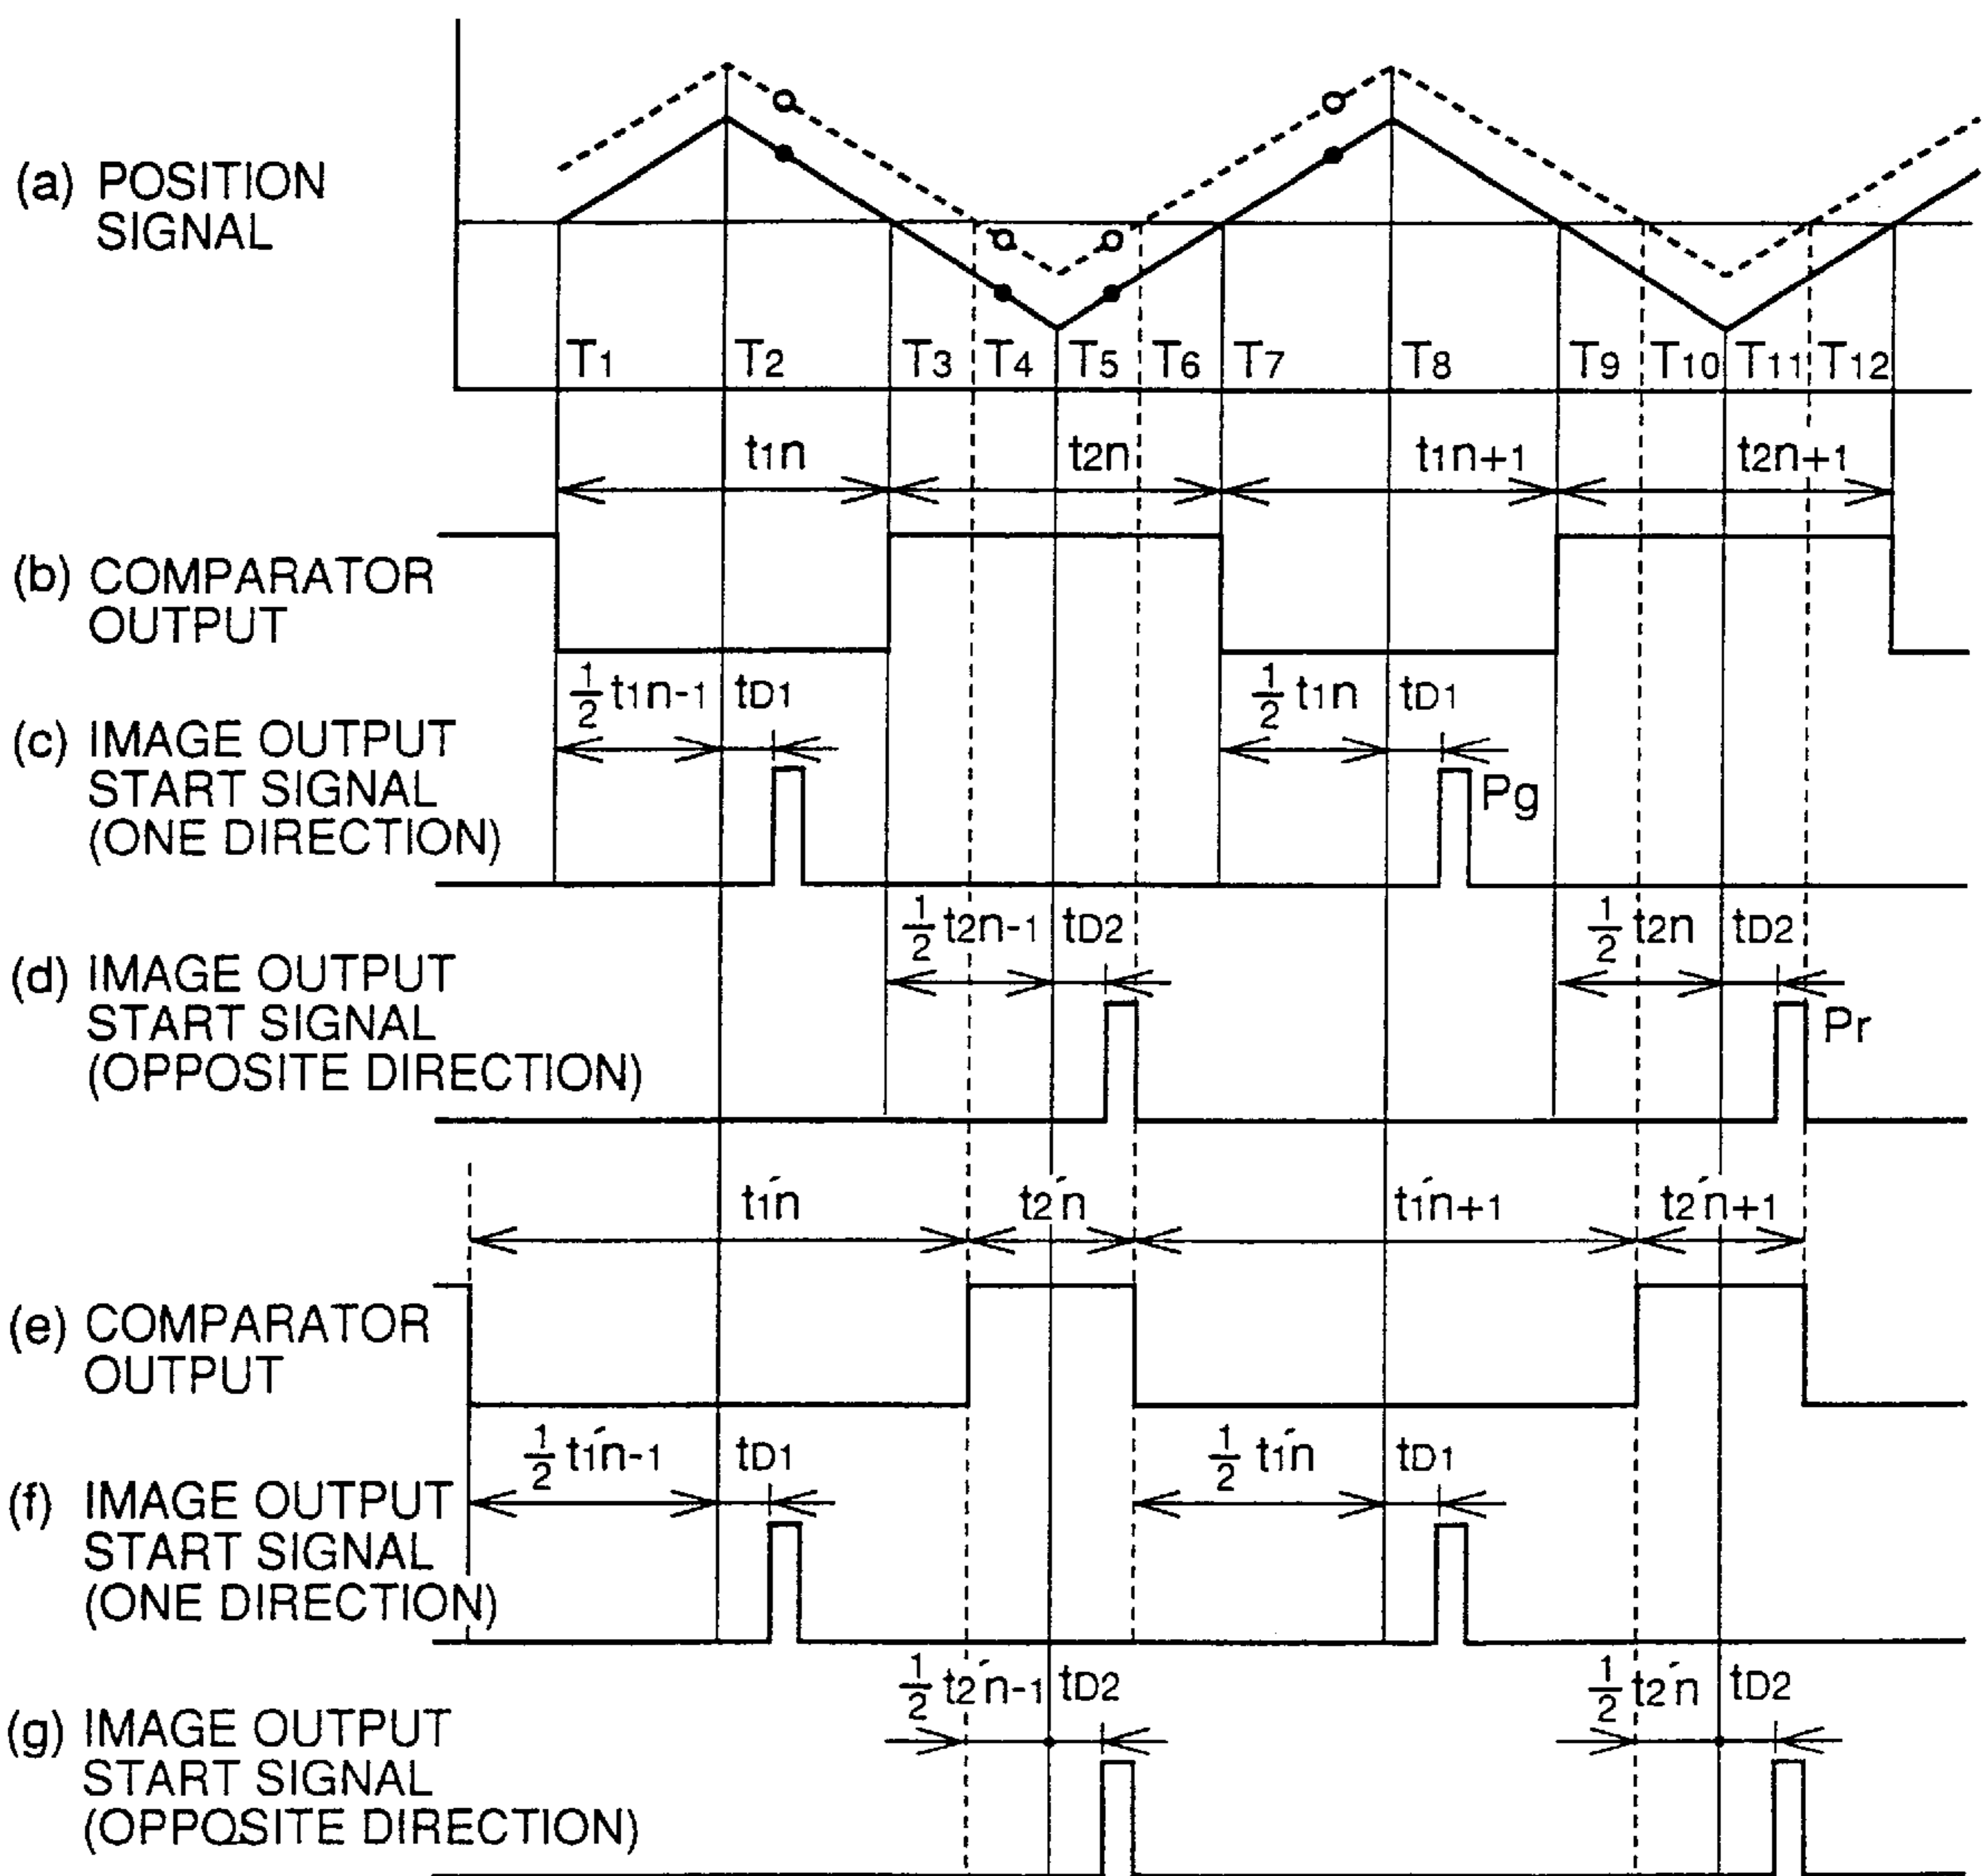 (a) POSITION
SIGNAL
T1 T2 T3 T4 T5 T6 T7 T8 T9 T10 T11 T12
t1n t2n t1n+1 t2n+1
(b) COMPARATOR
OUTPUT
1/2 t1n-1 tD1 1/2 t1n tD1
(c) IMAGE OUTPUT
START SIGNAL
(ONE DIRECTION)
Pg
1/2 t2n-1 tD2 1/2 t2n tD2
(d) IMAGE OUTPUT
START SIGNAL
(OPPOSITE DIRECTION)
Pr
t1´n t2´n t1´n+1 t2´n+1
(e) COMPARATOR
OUTPUT
1/2 t1´n-1 tD1 1/2 t1´n tD1
(f) IMAGE OUTPUT
START SIGNAL
(ONE DIRECTION)
1/2 t2´n-1 tD2 1/2 t2´n tD2
(g) IMAGE OUTPUT
START SIGNAL
(OPPOSITE DIRECTION)